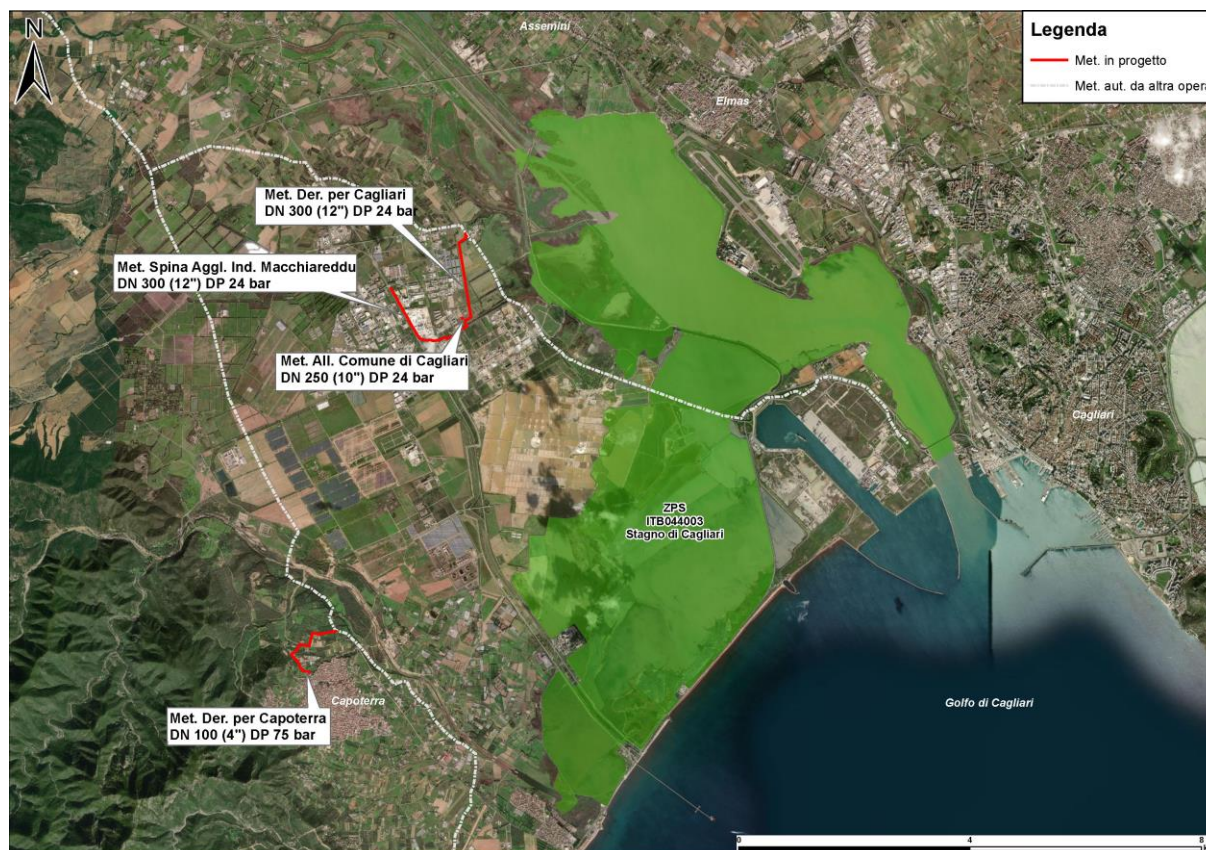 N
Assemini
Legenda
Met. in progetto
Met. aut. da altra opera
Elmas
Met. Der. per Cagliari
DN 300 (12") DP 24 bar
Met. Spina Aggl. Ind. Macchiareddu
DN 300 (12") DP 24 bar
Met. All. Comune di Cagliari
DN 250 (10") DP 24 bar
Cagliari
ZPS
ITB044003
Stagno di Cagliari
Capoterra
Golfo di Cagliari
Met. Der. per Capoterra
DN 100 (4") DP 75 bar
0 4 8